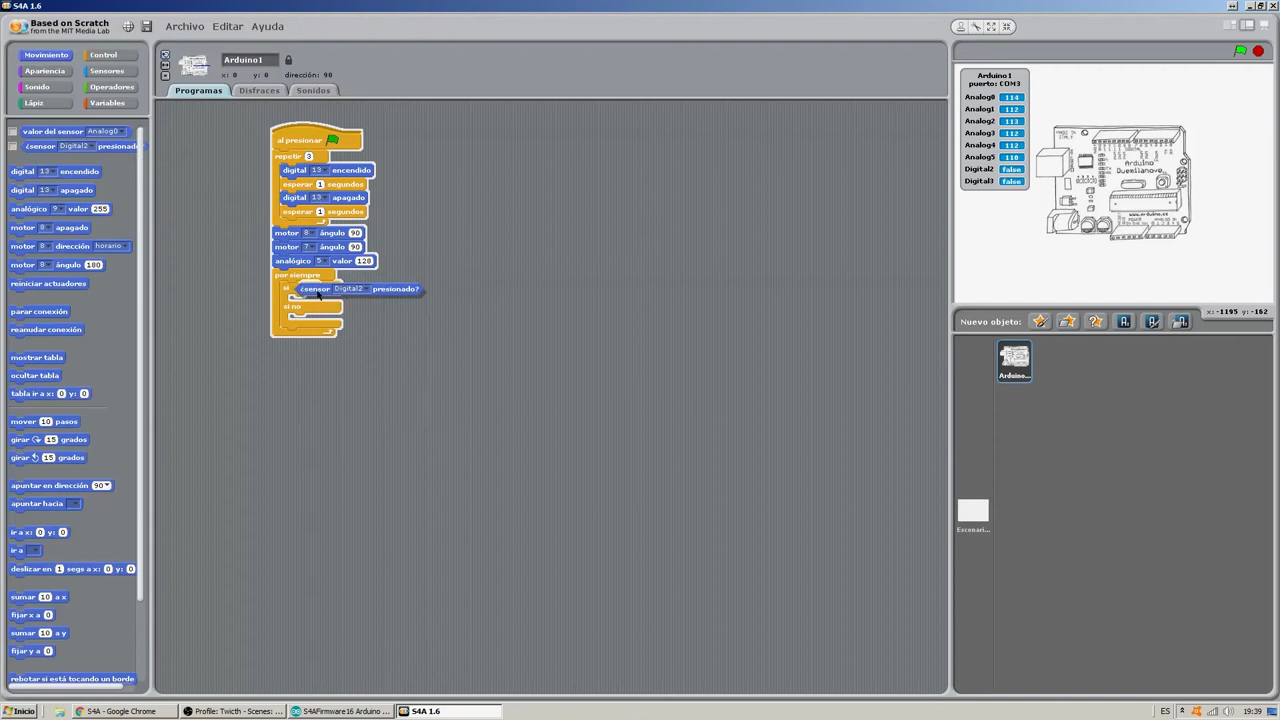 S4A 1.6
Based on Scratch
from the MIT Media Lab
Archivo Editar Ayuda
Movimiento Control
Apariencia Sensores
Sonido Operadores
Lápiz Variables
Arduino1
x: 0 y: 0 dirección: 90
Programas Disfraces Sonidos
valor del sensor Analog0
¿sensor Digital2 presionado
digital 13 encendido
digital 13 apagado
analógico 9 valor 255
motor 8 apagado
motor 8 dirección horario
motor 8 ángulo 180
reiniciar actuadores
parar conexión
reanudar conexión
mostrar tabla
ocultar tabla
tabla ir a x: 0 y: 0
mover 10 pasos
girar 15 grados
girar 15 grados
apuntar en dirección 90
apuntar hacia
ir a x: 0 y: 0
ir a
deslizar en 1 segs a x: 0 y: 0
sumar 10 a x
fijar x a 0
sumar 10 a y
fijar y a 0
rebotar si está tocando un borde
al presionar
repetir 3
digital 13 encendido
esperar 1 segundos
digital 13 apagado
esperar 1 segundos
motor 8 ángulo 90
motor 7 ángulo 90
analógico 5 valor 128
por siempre
si ¿sensor Digital2 presionado?
si no
Arduino1
puerto: COM3
Analog0 114
Analog1 112
Analog2 113
Analog3 112
Analog4 112
Analog5 110
Digital2 false
Digital3 false
MADE IN
ITALY
Arduino
Duemilanove
www.arduino.cc
Nuevo objeto:
x: -1195 y: -162
Arduino...
Escenari...
Inicio
S4A - Google Chrome
Profile: Twicth - Scenes: ...
S4AFirmware16 Arduino ...
S4A 1.6
ES
19:39